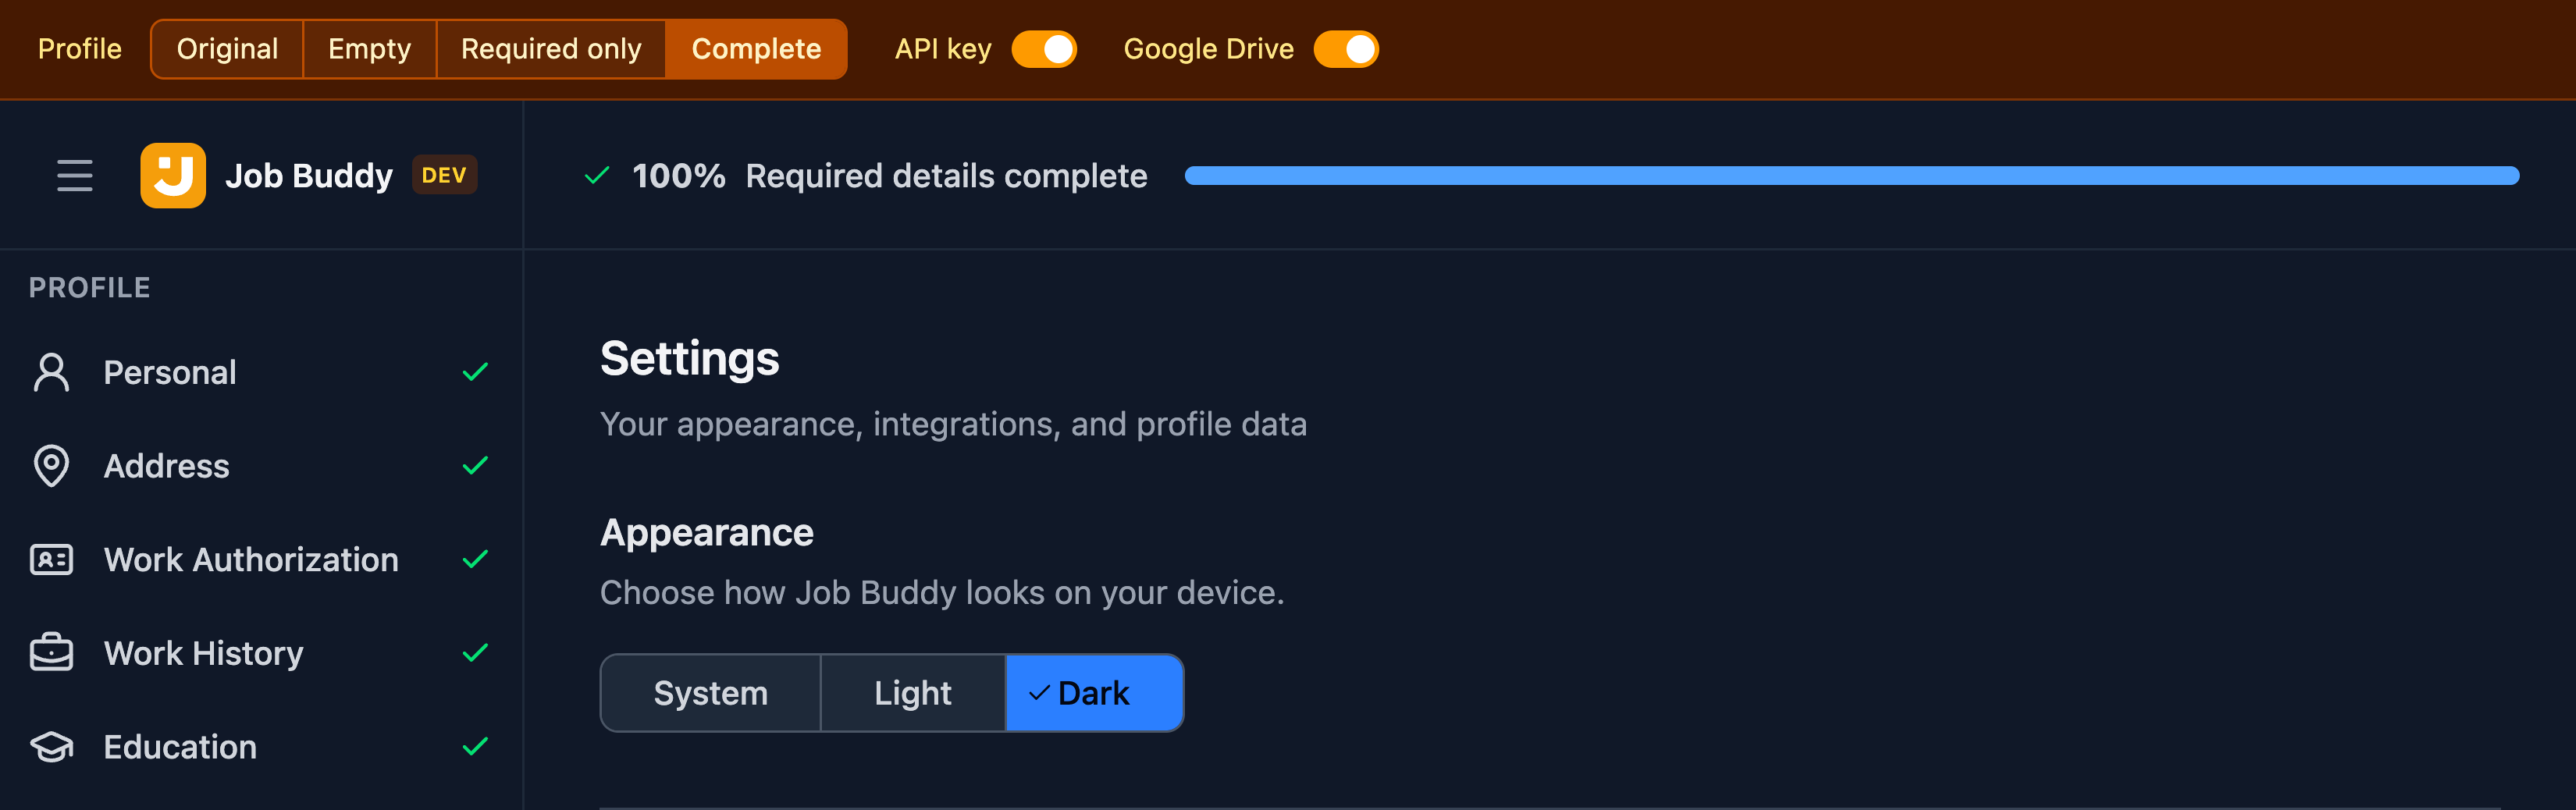 Profile Original Empty Required only Complete API key Google Drive
Job Buddy DEV
100% Required details complete
PROFILE
Personal
Address
Work Authorization
Work History
Education
Settings
Your appearance, integrations, and profile data
Appearance
Choose how Job Buddy looks on your device.
System Light Dark